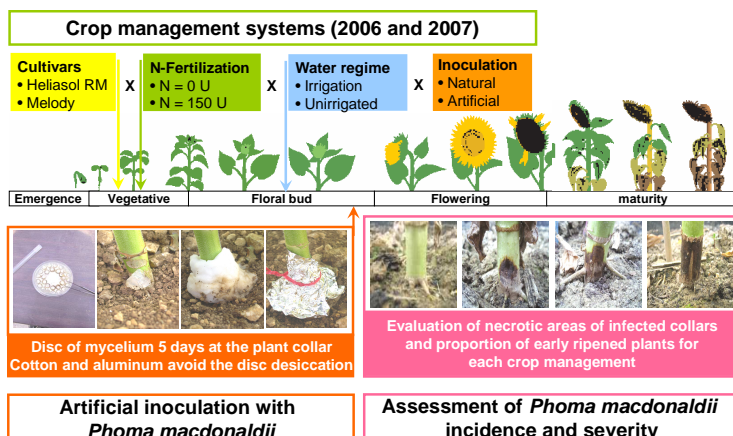 Crop management systems (2006 and 2007)
Cultivars
• Heliasol RM
• Melody
X
N-Fertilization
• N = 0 U
• N = 150 U
X
Water regime
• Irrigation
• Unirrigated
X
Inoculation
• Natural
• Artificial
Emergence
Vegetative
Floral bud
Flowering
maturity
Disc of mycelium 5 days at the plant collar
Cotton and aluminum avoid the disc desiccation
Evaluation of necrotic areas of infected collars
and proportion of early ripened plants for
each crop management
Artificial inoculation with
Phoma macdonaldii
Assessment of Phoma macdonaldii
incidence and severity